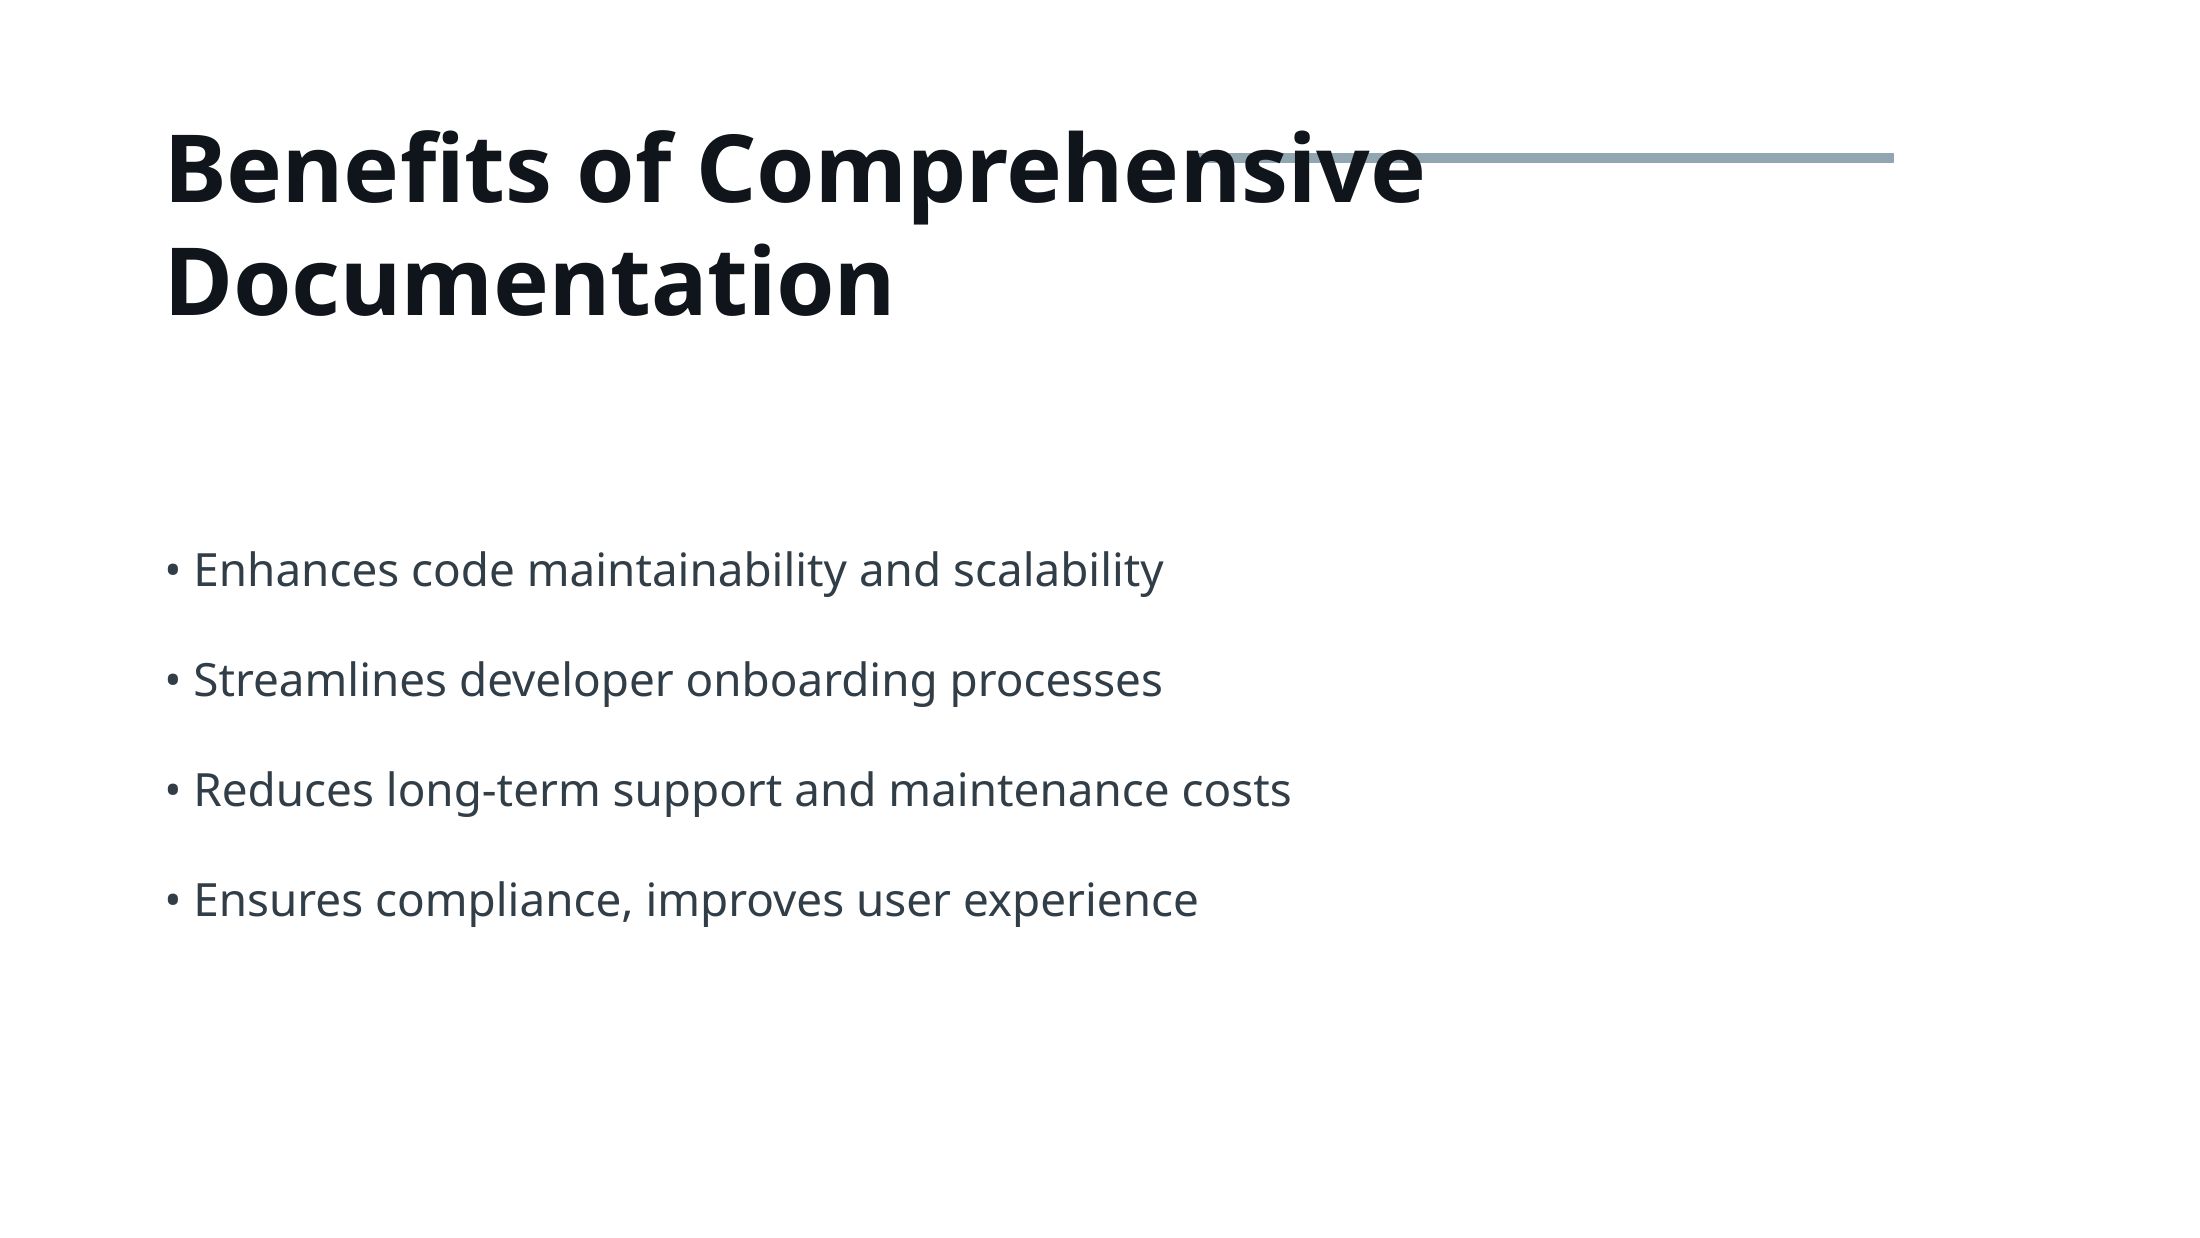 Benefits of Comprehensive
Documentation
• Enhances code maintainability and scalability
• Streamlines developer onboarding processes
• Reduces long-term support and maintenance costs
• Ensures compliance, improves user experience